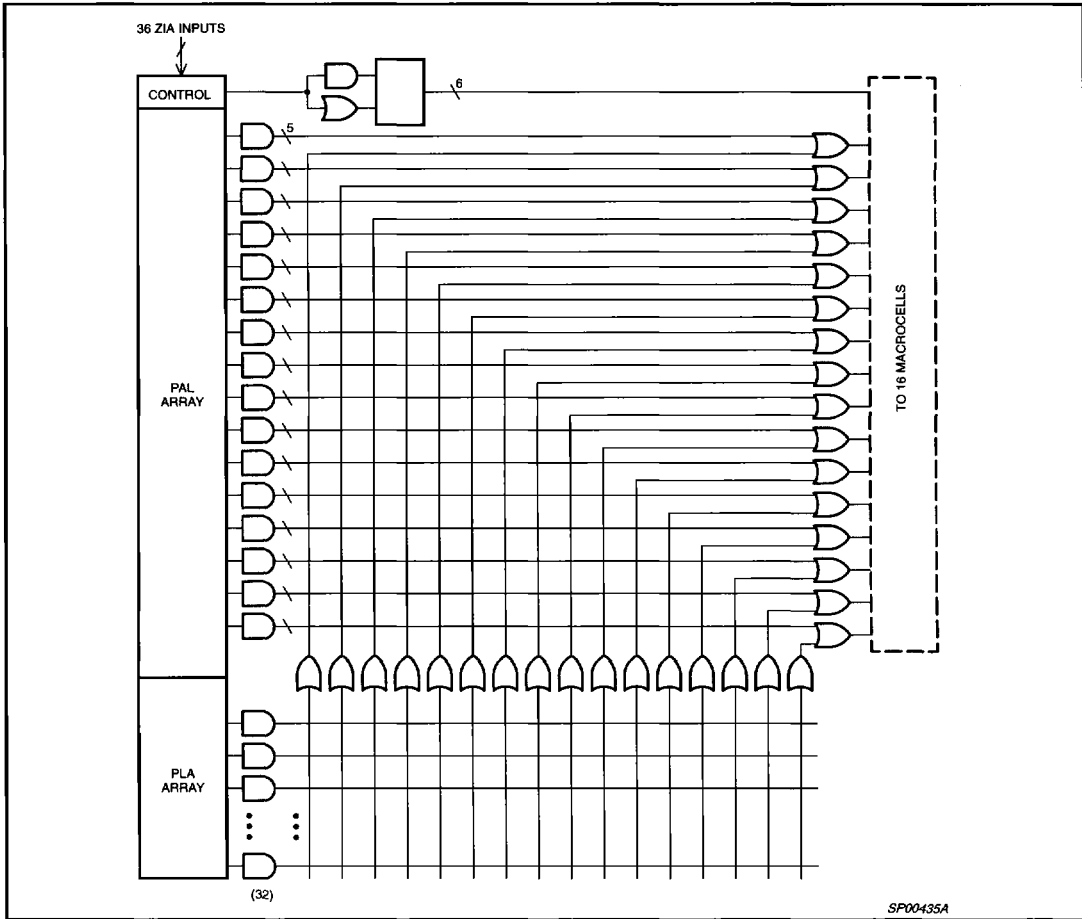 36 ZIA INPUTS
CONTROL
6
5
PAL
ARRAY
TO 16 MACROCELLS
PLA
ARRAY
(32)
SP00435A